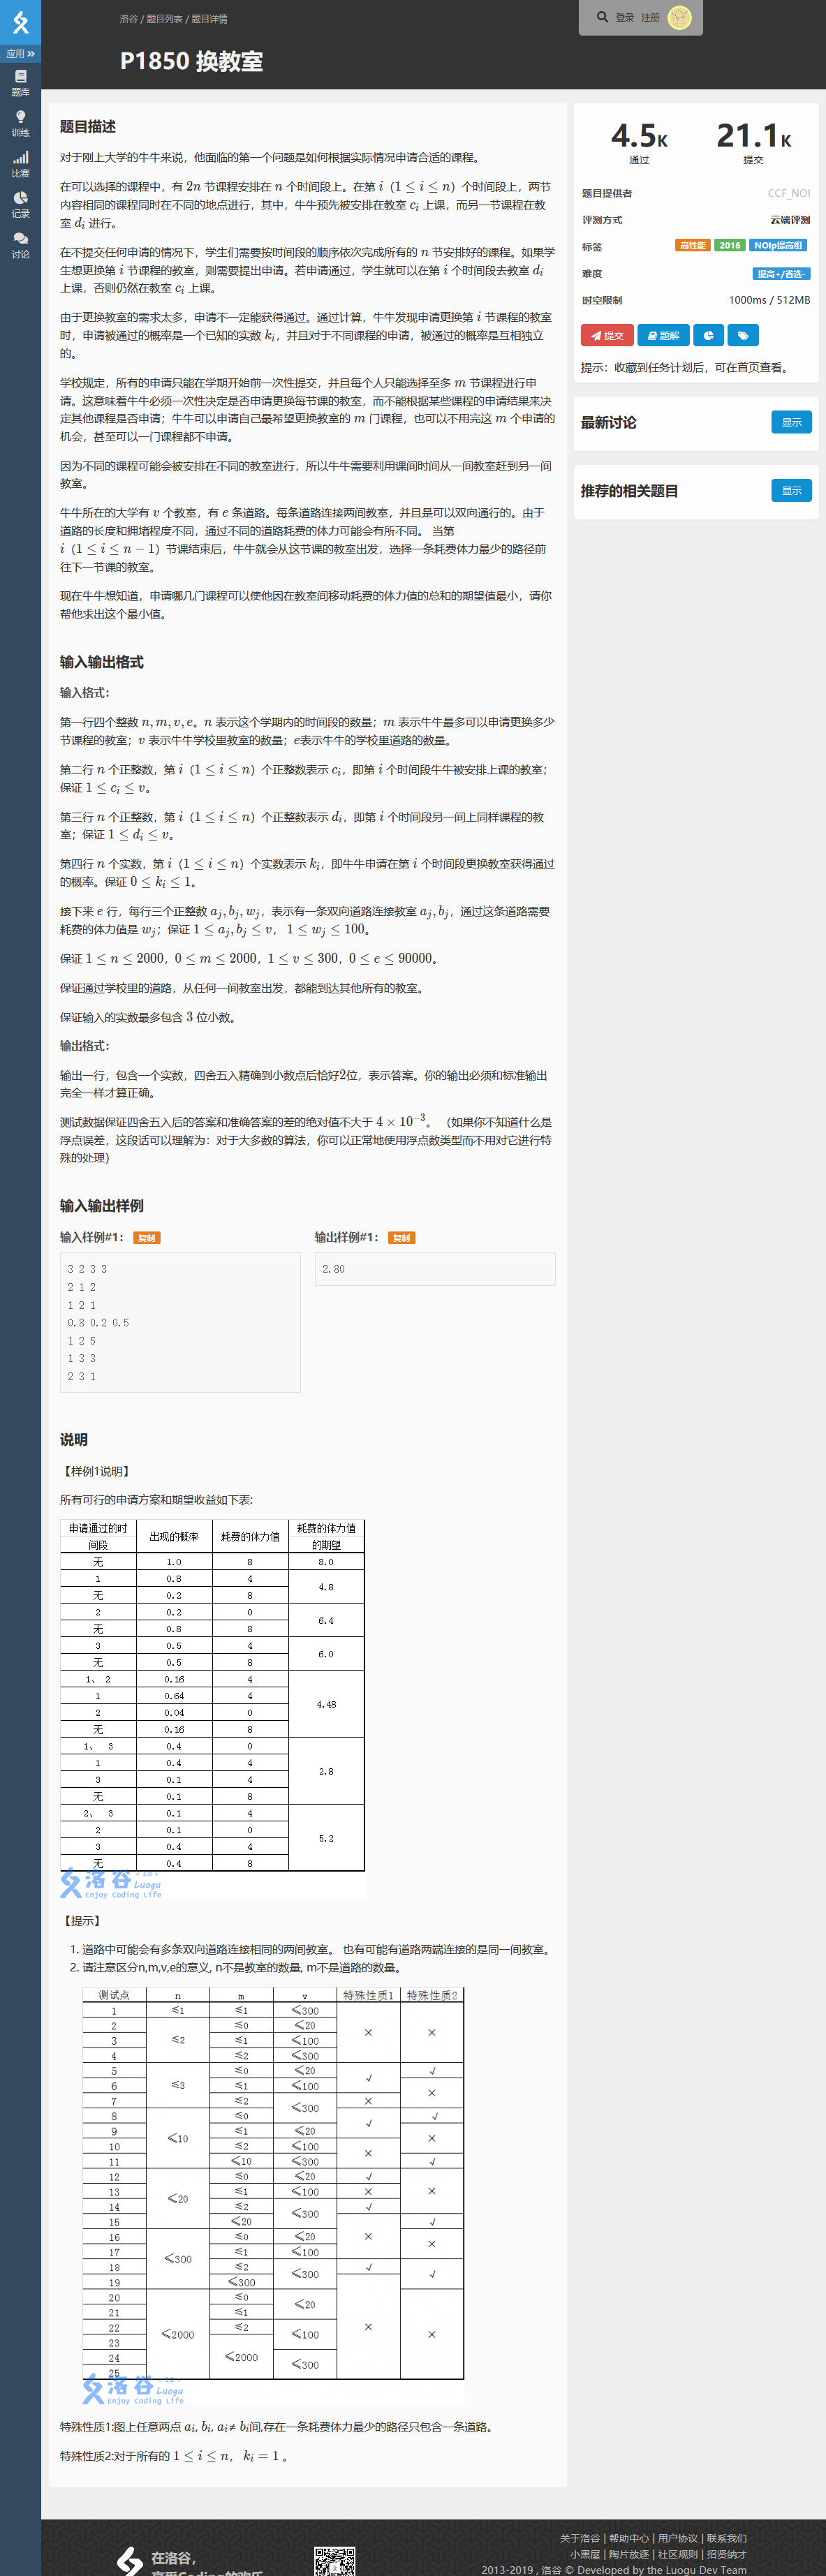 洛谷 / 题目列表 / 题目详情
登录 注册
应用
题库
训练
比赛
记录
讨论
P1850 换教室
题目描述
对于刚上大学的牛牛来说，他面临的第一个问题是如何根据实际情况申请合适的课程。
在可以选择的课程中，有 2n 节课程安排在 n 个时间段上。在第 i（1 ≤ i ≤ n）个时间段上，两节
内容相同的课程同时在不同的地点进行，其中，牛牛预先被安排在教室 c_i 上课，而另一节课程在教
室 d_i 进行。
在不提交任何申请的情况下，学生们需要按时间段的顺序依次完成所有的 n 节安排好的课程。如果学
生想更换第 i 节课程的教室，则需要提出申请。若申请通过，学生就可以在第 i 个时间段去教室 d_i
上课，否则仍然在教室 c_i 上课。
由于更换教室的需求太多，申请不一定能获得通过。通过计算，牛牛发现申请更换第 i 节课程的教室
时，申请被通过的概率是一个已知的实数 k_i，并且对于不同课程的申请，被通过的概率是互相独立
的。
学校规定，所有的申请只能在学期开始前一次性提交，并且每个人只能选择至多 m 节课程进行申
请。这意味着牛牛必须一次性决定是否申请更换每节课的教室，而不能根据某些课程的申请结果来决
定其他课程是否申请；牛牛可以申请自己最希望更换教室的 m 门课程，也可以不用完这 m 个申请的
机会，甚至可以一门课程都不申请。
因为不同的课程可能会被安排在不同的教室进行，所以牛牛需要利用课间时间从一间教室赶到另一间
教室。
牛牛所在的大学有 v 个教室，有 e 条道路。每条道路连接两间教室，并且是可以双向通行的。由于
道路的长度和拥堵程度不同，通过不同的道路耗费的体力可能会有所不同。 当第
i（1 ≤ i ≤ n − 1）节课结束后，牛牛就会从这节课的教室出发，选择一条耗费体力最少的路径前
往下一节课的教室。
现在牛牛想知道，申请哪几门课程可以使他因在教室间移动耗费的体力值的总和的期望值最小，请你
帮他求出这个最小值。
输入输出格式
输入格式：
第一行四个整数 n, m, v, e。n 表示这个学期内的时间段的数量；m 表示牛牛最多可以申请更换多少
节课程的教室；v 表示牛牛学校里教室的数量；e表示牛牛的学校里道路的数量。
第二行 n 个正整数，第 i（1 ≤ i ≤ n）个正整数表示 c_i，即第 i 个时间段牛牛被安排上课的教室；
保证 1 ≤ c_i ≤ v。
第三行 n 个正整数，第 i（1 ≤ i ≤ n）个正整数表示 d_i，即第 i 个时间段另一间上同样课程的教
室；保证 1 ≤ d_i ≤ v。
第四行 n 个实数，第 i（1 ≤ i ≤ n）个实数表示 k_i，即牛牛申请在第 i 个时间段更换教室获得通过
的概率。保证 0 ≤ k_i ≤ 1。
接下来 e 行，每行三个正整数 a_j, b_j, w_j，表示有一条双向道路连接教室 a_j, b_j，通过这条道路需要
耗费的体力值是 w_j；保证 1 ≤ a_j, b_j ≤ v， 1 ≤ w_j ≤ 100。
保证 1 ≤ n ≤ 2000，0 ≤ m ≤ 2000，1 ≤ v ≤ 300，0 ≤ e ≤ 90000。
保证通过学校里的道路，从任何一间教室出发，都能到达其他所有的教室。
保证输入的实数最多包含 3 位小数。
输出格式：
输出一行，包含一个实数，四舍五入精确到小数点后恰好2位，表示答案。你的输出必须和标准输出
完全一样才算正确。
测试数据保证四舍五入后的答案和准确答案的差的绝对值不大于 4 × 10^−3。 （如果你不知道什么是
浮点误差，这段话可以理解为：对于大多数的算法，你可以正常地使用浮点数类型而不用对它进行特
殊的处理）
输入输出样例
输入样例#1： 复制
3 2 3 3
2 1 2
1 2 1
0.8 0.2 0.5
1 2 5
1 3 3
2 3 1
输出样例#1： 复制
2.80
说明
【样例1说明】
所有可行的申请方案和期望收益如下表:
申请通过的时间段 出现的概率 耗费的体力值 耗费的体力值的期望
无 1.0 8 8.0
1 0.8 4 4.8
无 0.2 8
2 0.2 0 6.4
无 0.8 8
3 0.5 4 6.0
无 0.5 8
1、 2 0.16 4 4.48
1 0.64 4
2 0.04 0
无 0.16 8
1、 3 0.4 0 2.8
1 0.4 4
3 0.1 4
无 0.1 8
2、 3 0.1 4 5.2
2 0.1 0
3 0.4 4
无 0.4 8
洛谷 Luogu
Enjoy Coding Life
【提示】
1. 道路中可能会有多条双向道路连接相同的两间教室。 也有可能有道路两端连接的是同一间教室。
2. 请注意区分n,m,v,e的意义, n不是教室的数量, m不是道路的数量。
测试点 n m v 特殊性质1 特殊性质2
1 ≤1 ≤1 ≤300 × ×
2 ≤2 ≤0 ≤20
3 ≤1 ≤100
4 ≤2 ≤300
5 ≤3 ≤0 ≤20 √ √
6 ≤1 ≤100 ×
7 ≤2 ≤300 ×
8 ≤10 ≤0 √ √
9 ≤1 ≤20 ×
10 ≤2 ≤100 ×
11 ≤10 ≤300 √
12 ≤20 ≤0 ≤20 √ ×
13 ≤1 ≤100 ×
14 ≤2 ≤300 √
15 ≤20 × √
16 ≤300 ≤0 ≤20 ×
17 ≤1 ≤100
18 ≤2 ≤300 √ √
19 ≤300 ×
20 ≤2000 ≤0 ≤20 ×
21 ≤1
22 ≤2 ≤100
23 ≤2000
24 ≤300
25
洛谷 Luogu
Enjoy Coding Life
特殊性质1:图上任意两点 a_i, b_i, a_i≠ b_i间,存在一条耗费体力最少的路径只包含一条道路。
特殊性质2:对于所有的 1 ≤ i ≤ n， k_i = 1 。
4.5K 通过
21.1K 提交
题目提供者 CCF_NOI
评测方式 云端评测
标签 高性能 2016 NOIp提高组
难度 提高+/省选-
时空限制 1000ms / 512MB
提交 题解
提示：收藏到任务计划后，可在首页查看。
最新讨论 显示
推荐的相关题目 显示
在洛谷，
享受Coding的欢乐
关于洛谷 | 帮助中心 | 用户协议 | 联系我们
小黑屋 | 陶片放逐 | 社区规则 | 招贤纳才
2013-2019 , 洛谷 © Developed by the Luogu Dev Team